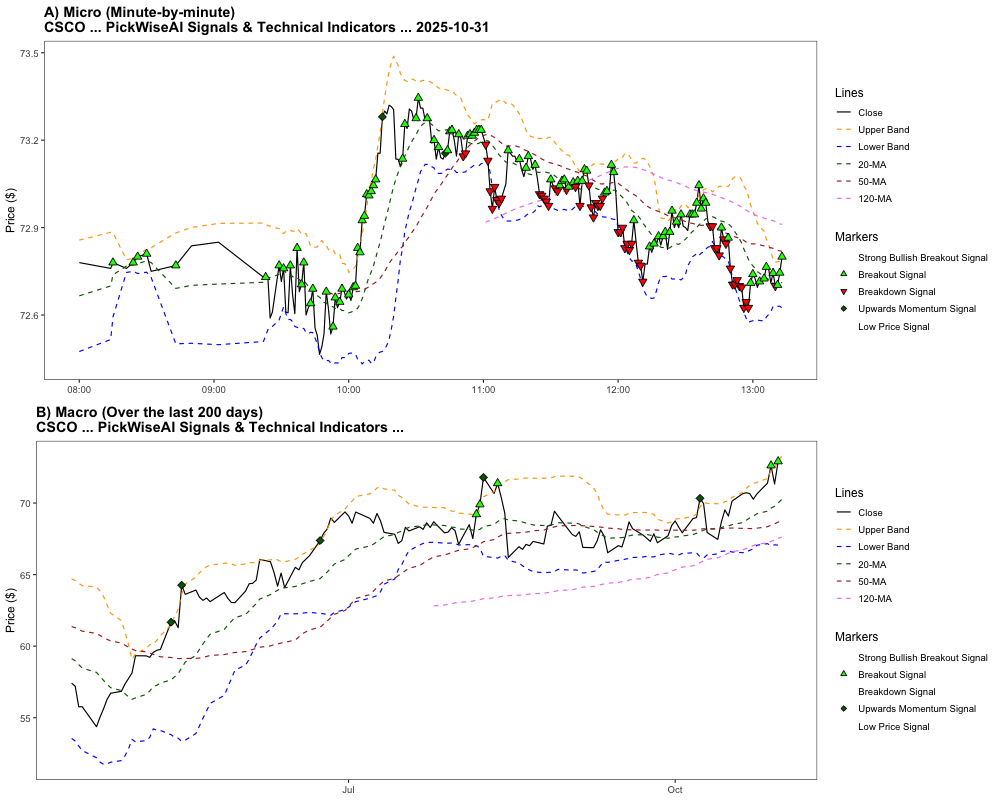 A) Micro (Minute-by-minute)
CSCO ... PickWiseAI Signals & Technical Indicators ... 2025-10-31
Price ($)
73.5
73.2
72.9
72.6
08:00 09:00 10:00 11:00 12:00 13:00
Lines
Close
Upper Band
Lower Band
20-MA
50-MA
120-MA
Markers
Strong Bullish Breakout Signal
Breakout Signal
Breakdown Signal
Upwards Momentum Signal
Low Price Signal
B) Macro (Over the last 200 days)
CSCO ... PickWiseAI Signals & Technical Indicators ...
Price ($)
70
65
60
55
Jul Oct
Lines
Close
Upper Band
Lower Band
20-MA
50-MA
120-MA
Markers
Strong Bullish Breakout Signal
Breakout Signal
Breakdown Signal
Upwards Momentum Signal
Low Price Signal